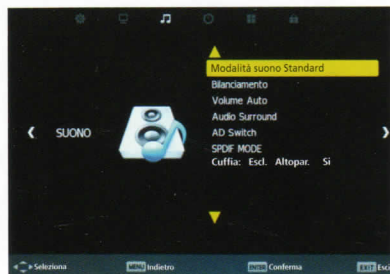 Modalità suono Standard
Bilanciamento
Volume Auto
Audio Surround
SUONO
AD Switch
SPDIF MODE
Cuffia: Escl. Altopar. Si
Seleziona
MENU Indietro
ENTER Conferma
EXIT Esci